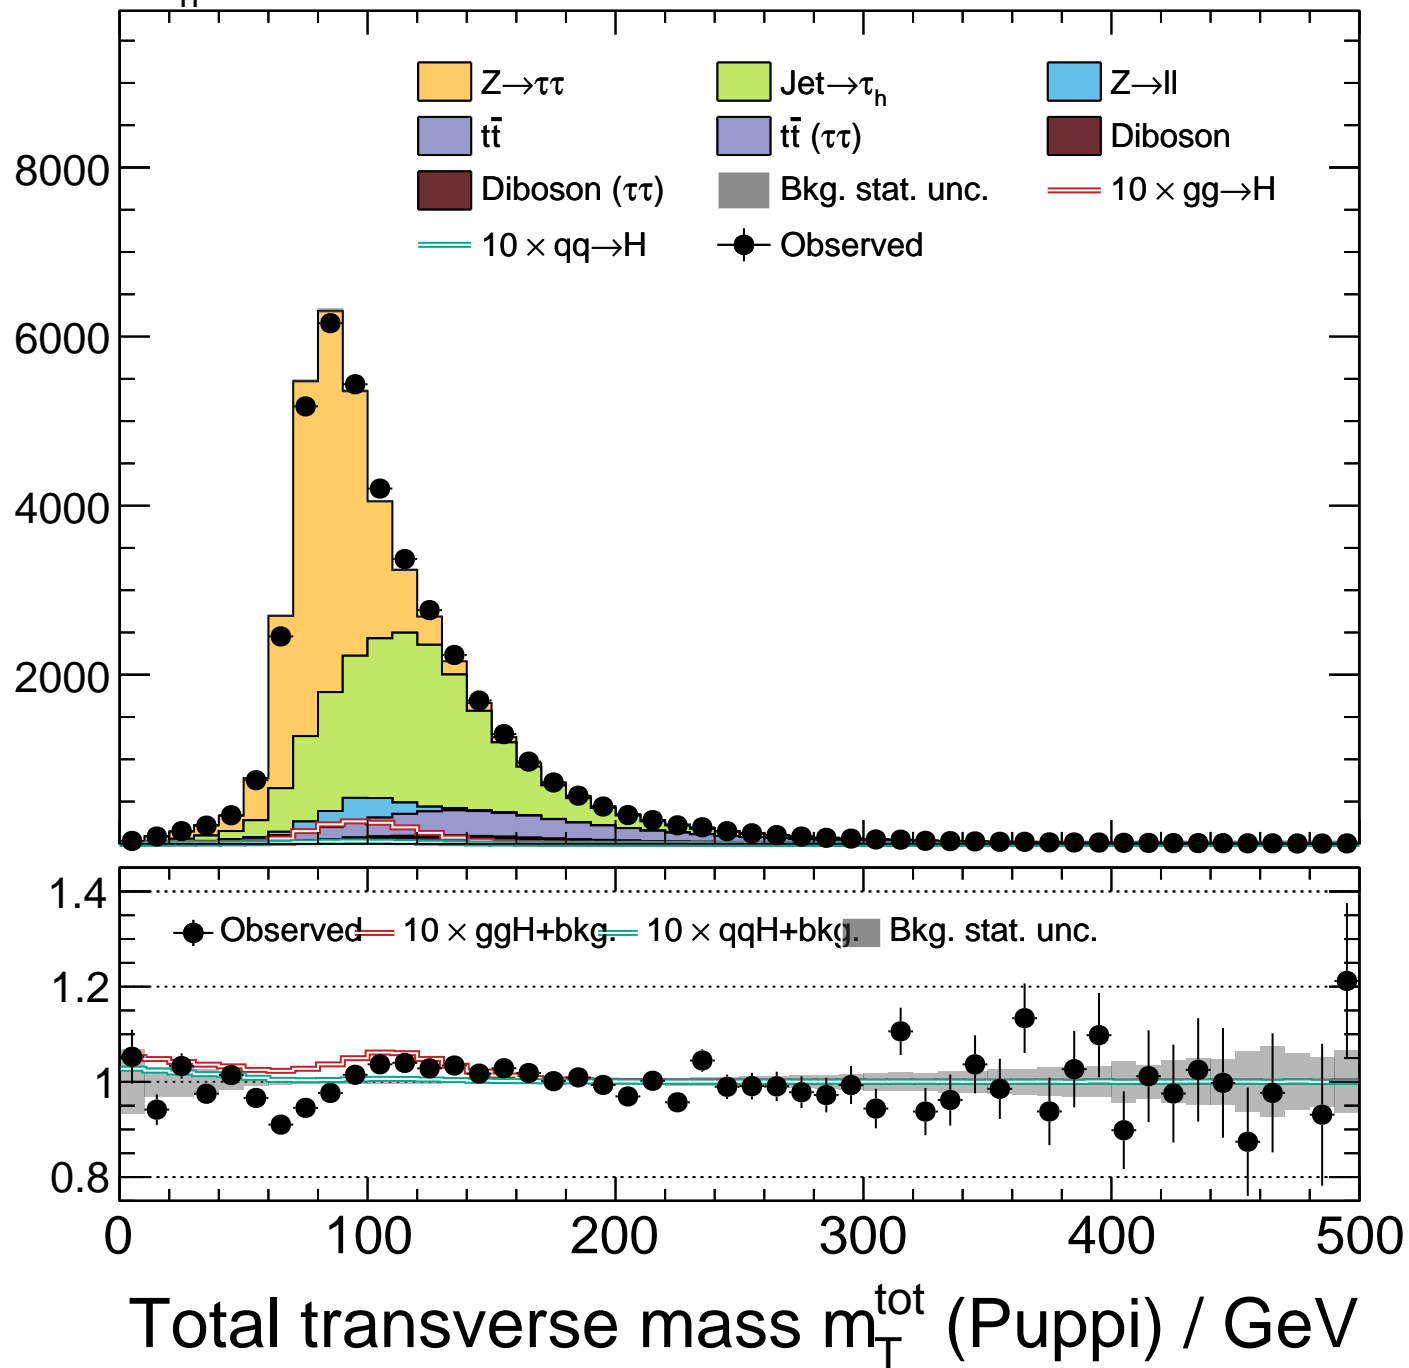 Z→ττ Jet→τh Z→ll
tt̄ tt̄ (ττ) Diboson
Diboson (ττ) Bkg. stat. unc. 10 × gg→H
10 × qq→H Observed
8000
6000
4000
2000
1.4
Observed 10 × ggH+bkg. 10 × qqH+bkg. Bkg. stat. unc.
1.2
1
0.8
0 100 200 300 400 500
Total transverse mass m_T^tot (Puppi) / GeV